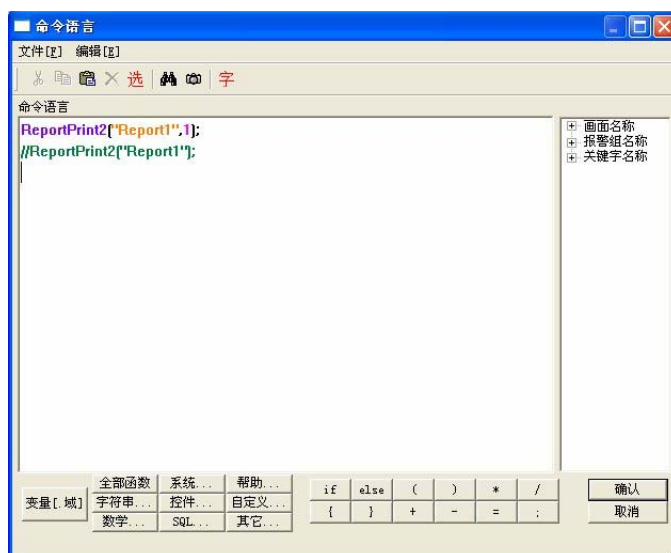 命令语言
文件[F] 编辑[E]
选 字
命令语言
ReportPrint2("Report1",1);
//ReportPrint2("Report1");
画面名称
报警组名称
关键字名称
变量[.域]
全部函数 系统... 帮助...
字符串... 控件... 自定义...
数学... SQL... 其它...
if else ( ) * /
{ } + - = ;
确认
取消